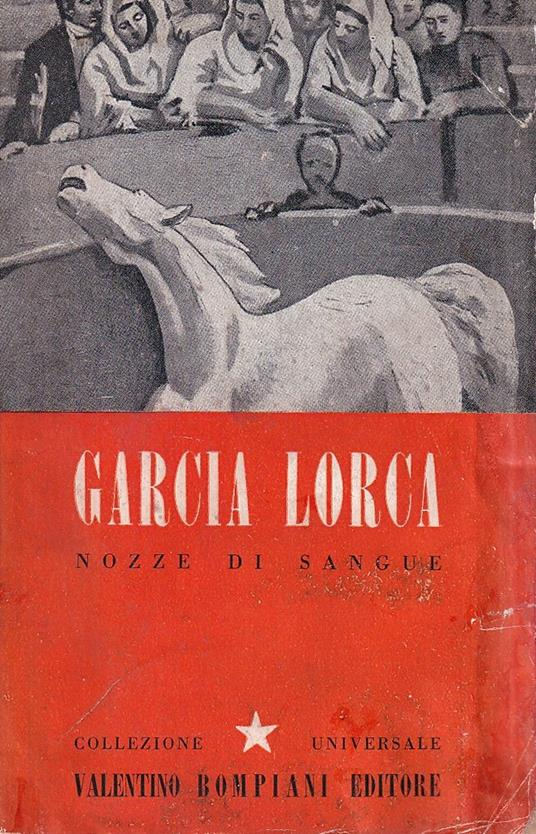 GARCIA LORCA
NOZZE DI SANGUE
COLLEZIONE UNIVERSALE
VALENTINO BOMPIANI EDITORE